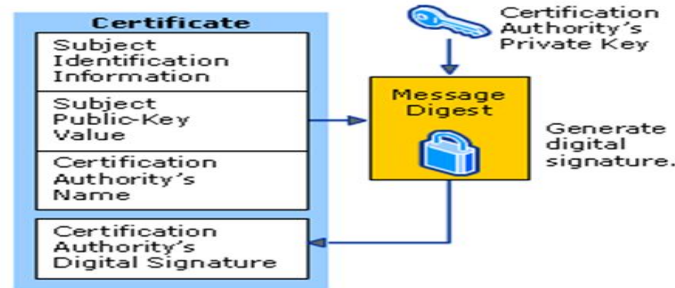 Certificate
Subject
Identification
Information
Subject
Public-Key
Value
Certification
Authority's
Name
Certification
Authority's
Digital Signature
Certification
Authority's
Private Key
Message
Digest
Generate
digital
signature.